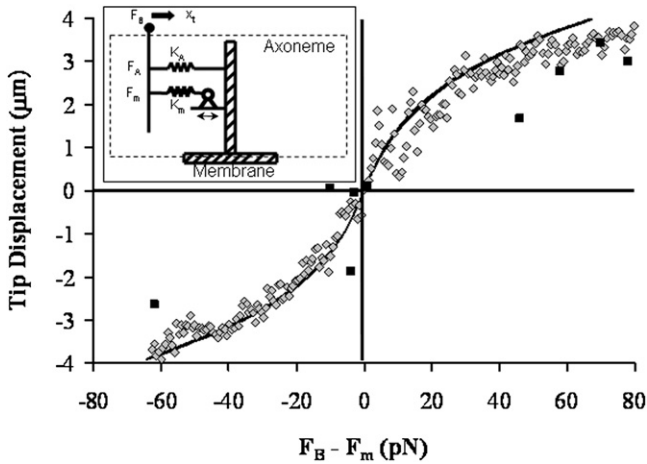 F_B x_t
K_A
Axoneme
F_A
F_m
K_m
Membrane
Tip Displacement (μm)
4
3
2
1
0
-1
-2
-3
-4
-80 -60 -40 -20 0 20 40 60 80
F_B - F_m (pN)